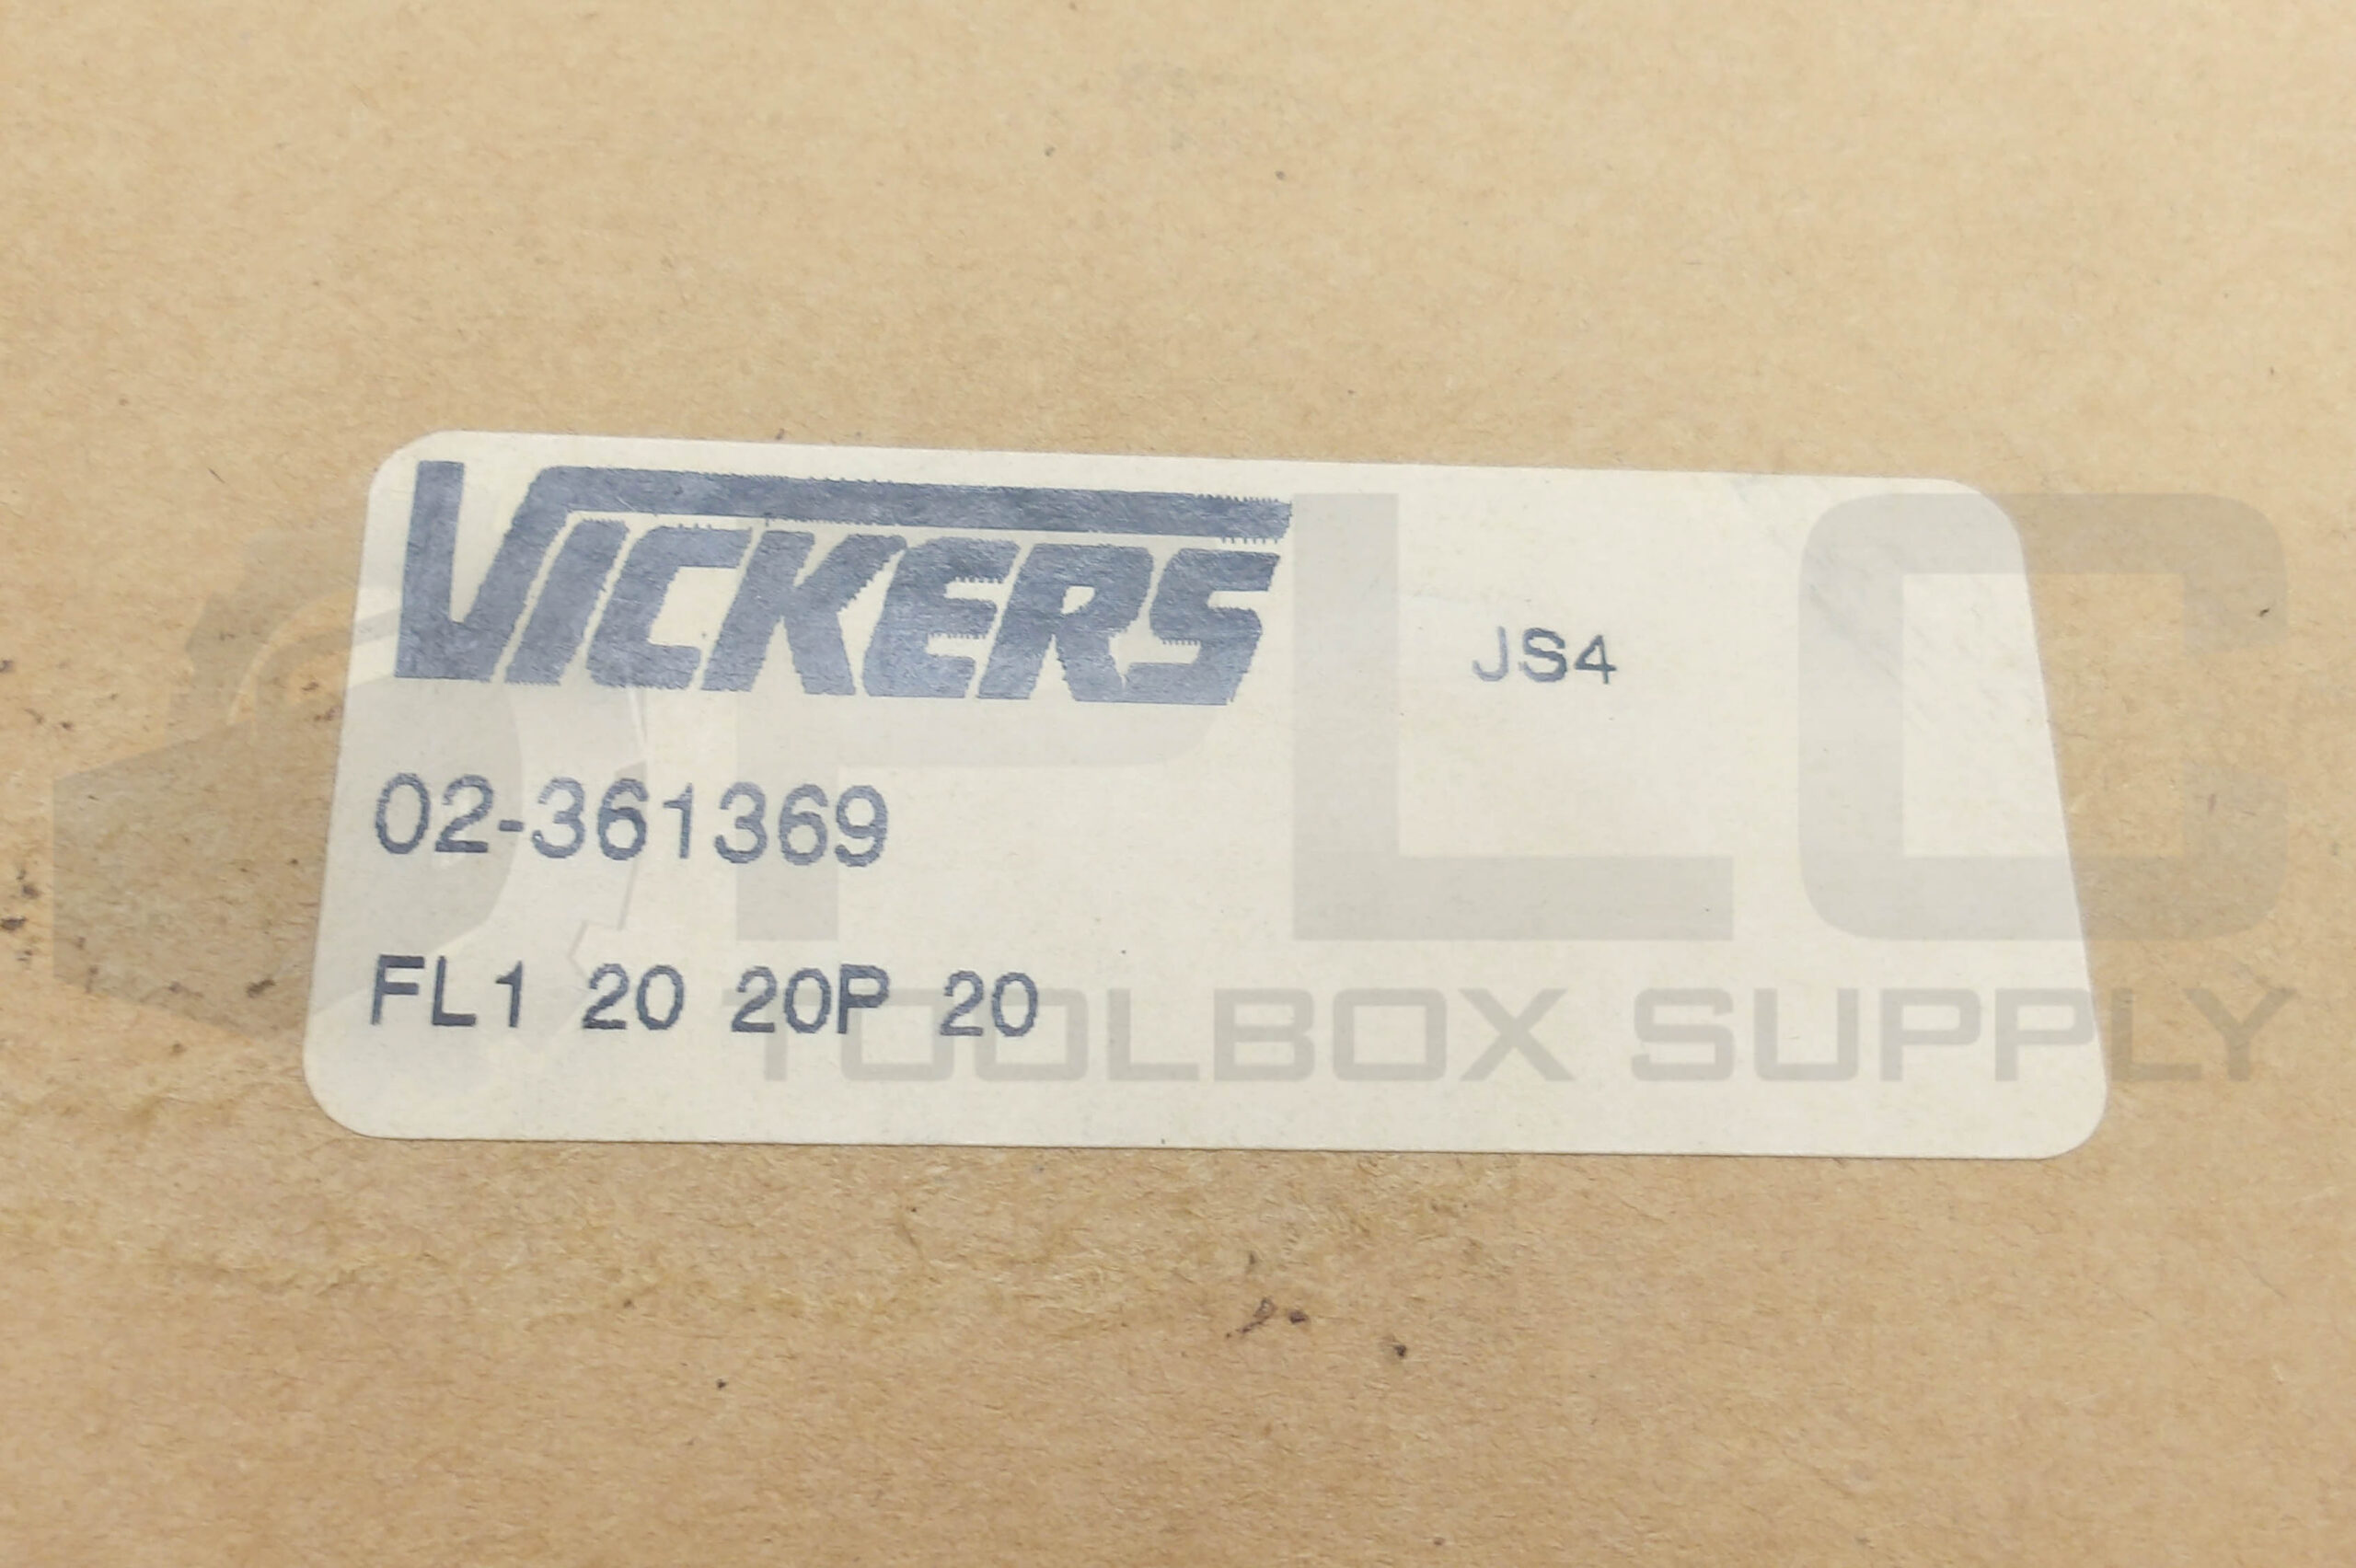 VICKERS
JS4
02-361369
FL1 20 20P 20
PLC
TOOLBOX SUPPLY